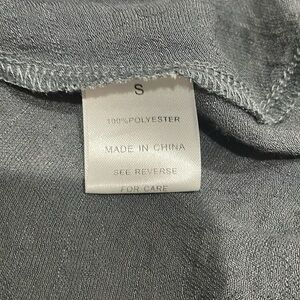 S
100%POLYESTER
MADE IN CHINA
SEE REVERSE
FOR CARE